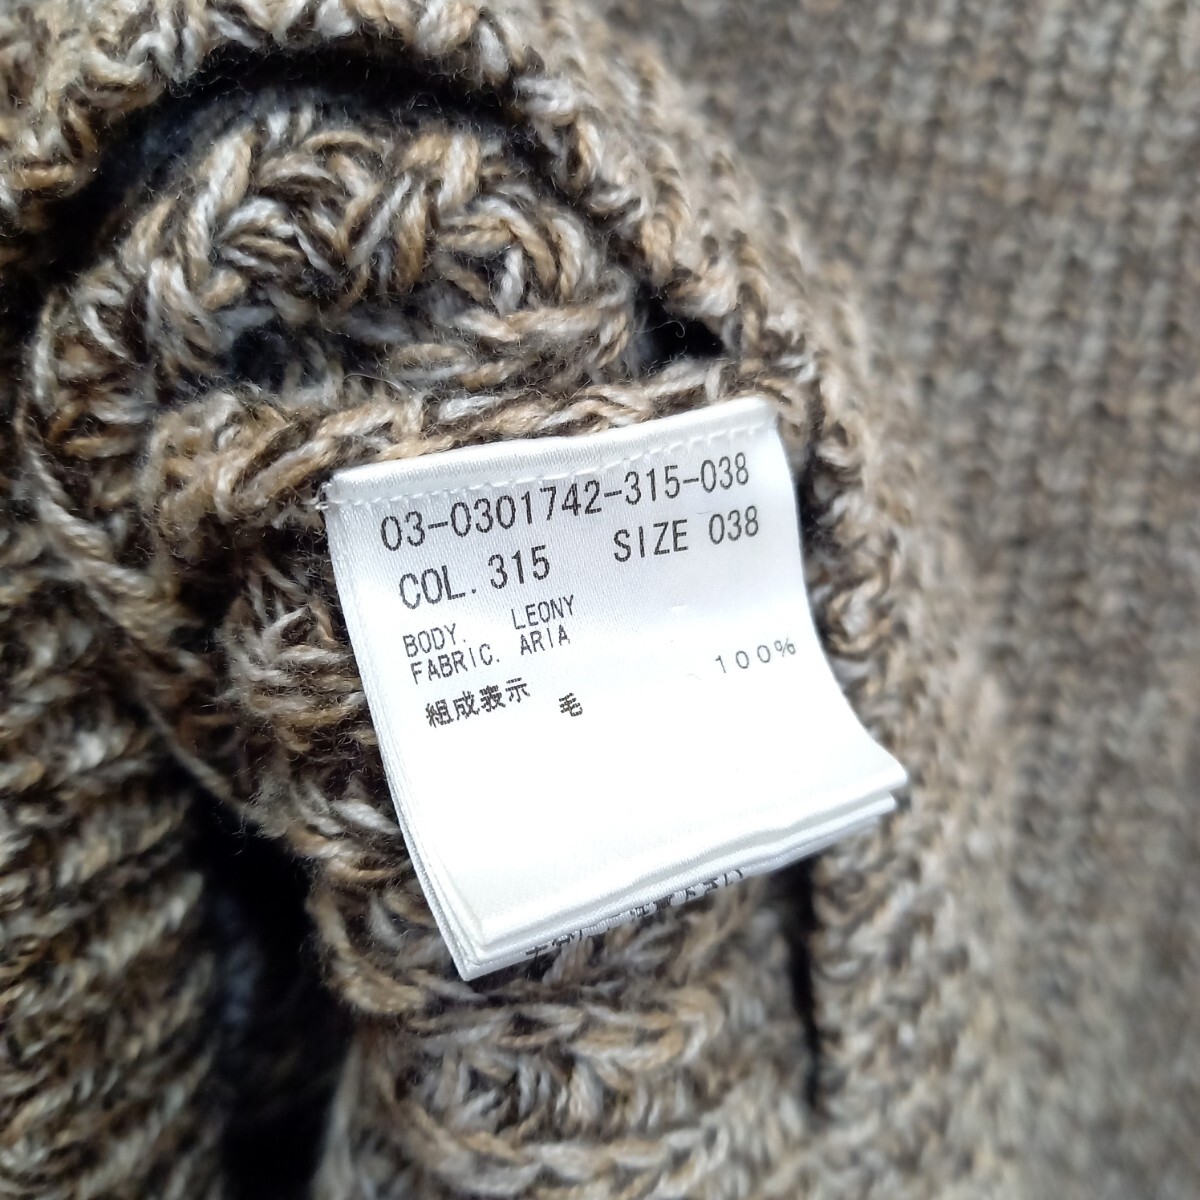 03-0301742-315-038
COL. 315 SIZE 038
BODY. LEONY
FABRIC. ARIA
組成表示
毛 100%